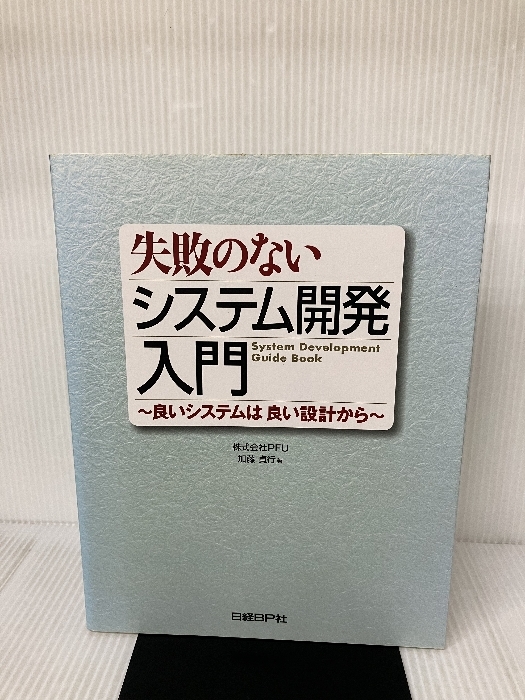 失敗のない
システム開発
入門
System Development
Guide Book
～良いシステムは 良い設計から～
株式会社PFU
加藤 貞行 著
日経BP社